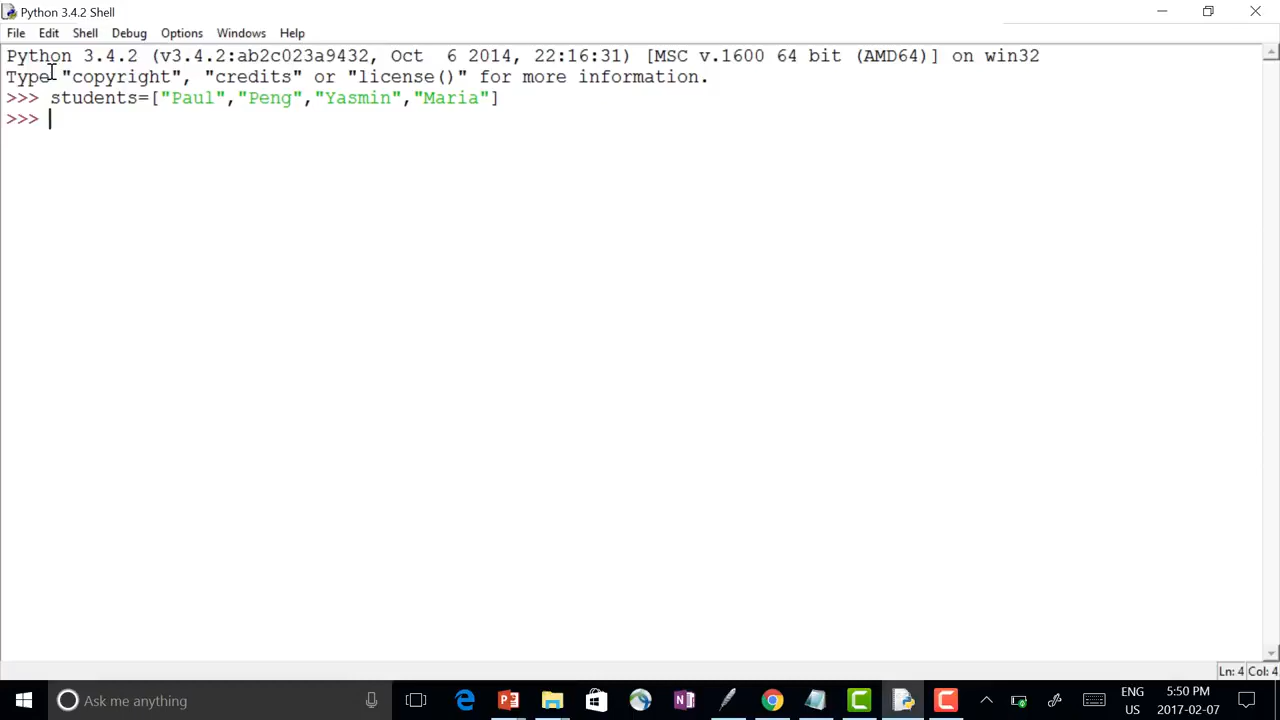 Python 3.4.2 Shell
File Edit Shell Debug Options Windows Help
Python 3.4.2 (v3.4.2:ab2c023a9432, Oct  6 2014, 22:16:31) [MSC v.1600 64 bit (AMD64)] on win32
Type "copyright", "credits" or "license()" for more information.
>>> students=["Paul","Peng","Yasmin","Maria"]
>>>
Ln: 4 Col: 4
Ask me anything
ENG 5:50 PM
US 2017-02-07